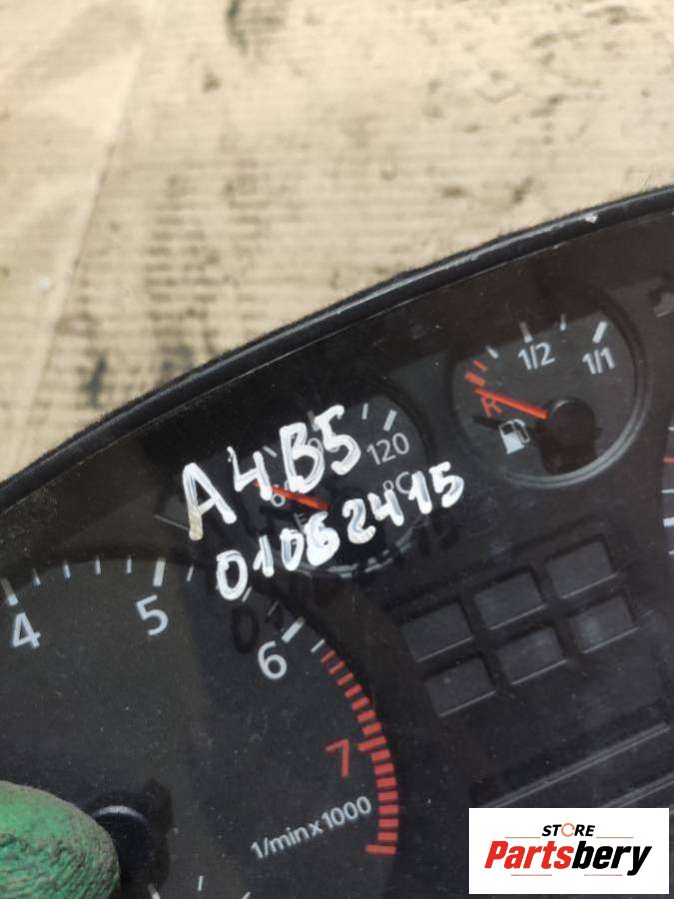 1/2
1/1
R
A4B5
120
°C
01062415
4
5
6
7
1/min x 1000
STORE
Partsbery